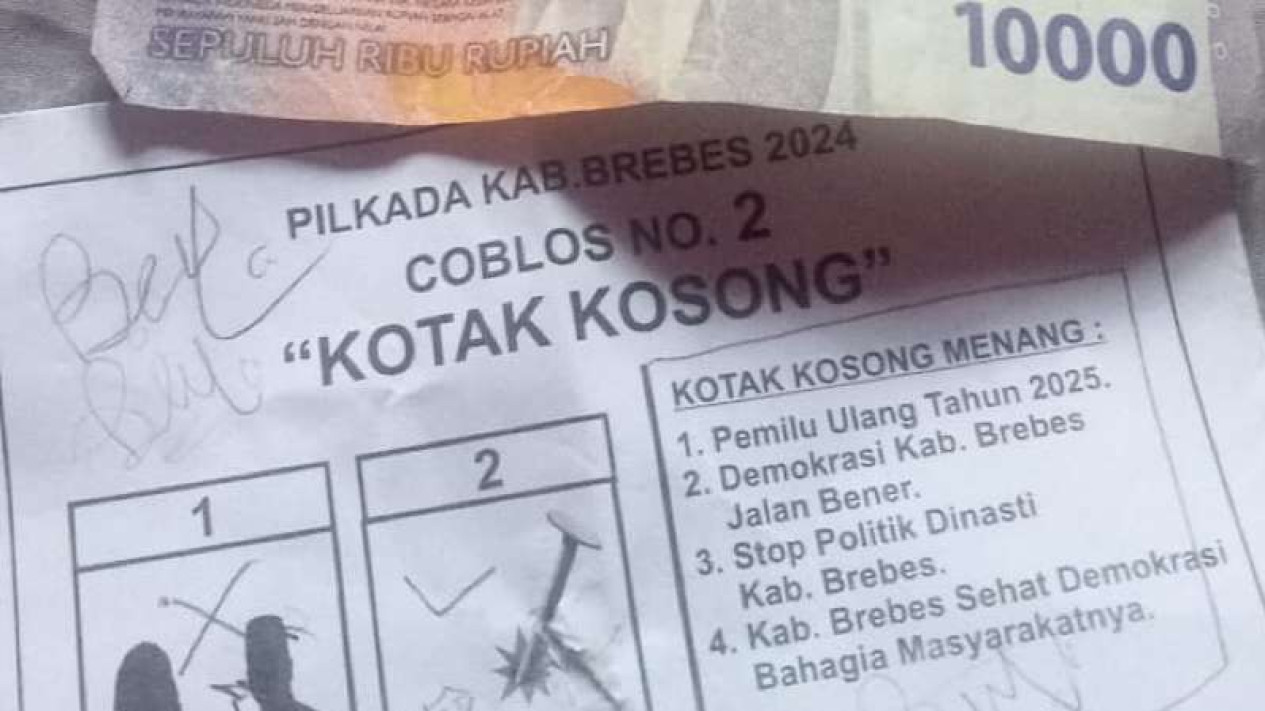 SEPULUH RIBU RUPIAH
10000
PILKADA KAB.BREBES 2024
COBLOS NO. 2
“KOTAK KOSONG”
1
2
KOTAK KOSONG MENANG :
1. Pemilu Ulang Tahun 2025.
2. Demokrasi Kab. Brebes
Jalan Bener.
3. Stop Politik Dinasti
Kab. Brebes.
4. Kab. Brebes Sehat Demokrasi
Bahagia Masyarakatnya.